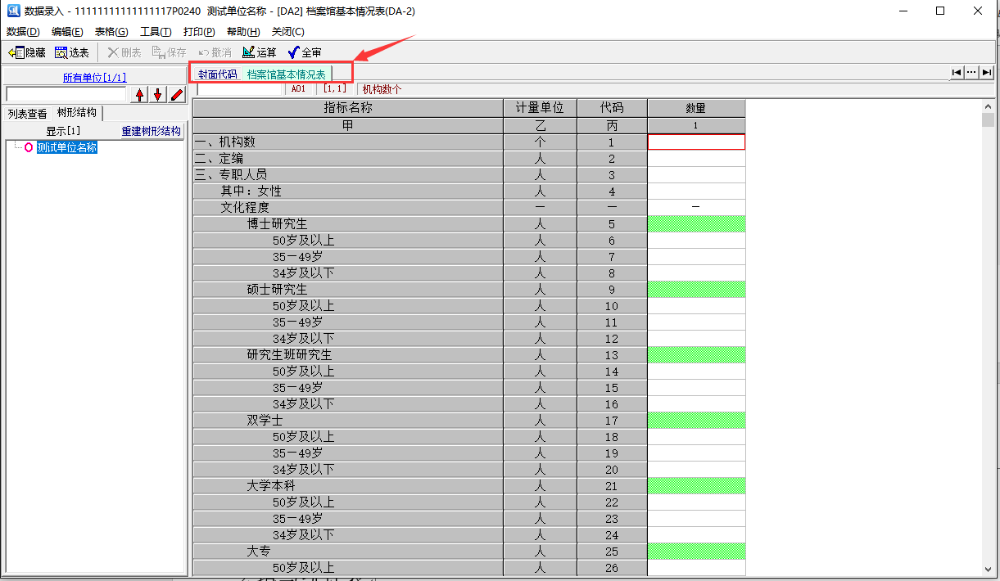 数据录入 - 11111111111111117P0240 测试单位名称 - [DA2] 档案馆基本情况表(DA-2)
数据(D) 编辑(E) 表格(G) 工具(T) 打印(P) 帮助(H) 关闭(C)
隐藏 选表 删表 保存 撤消 运算 全审
所有单位[1/1]
列表查看 树形结构
显示[1] 重建树形结构
测试单位名称
封面代码 档案馆基本情况表
A01 [1,1] 机构数个
指标名称 计量单位 代码 数量
甲 乙 丙 1
一、机构数 个 1
二、定编 人 2
三、专职人员 人 3
其中：女性 人 4
文化程度 — — —
博士研究生 人 5
50岁及以上 人 6
35－49岁 人 7
34岁及以下 人 8
硕士研究生 人 9
50岁及以上 人 10
35－49岁 人 11
34岁及以下 人 12
研究生班研究生 人 13
50岁及以上 人 14
35－49岁 人 15
34岁及以下 人 16
双学士 人 17
50岁及以上 人 18
35－49岁 人 19
34岁及以下 人 20
大学本科 人 21
50岁及以上 人 22
35－49岁 人 23
34岁及以下 人 24
大专 人 25
50岁及以上 人 26